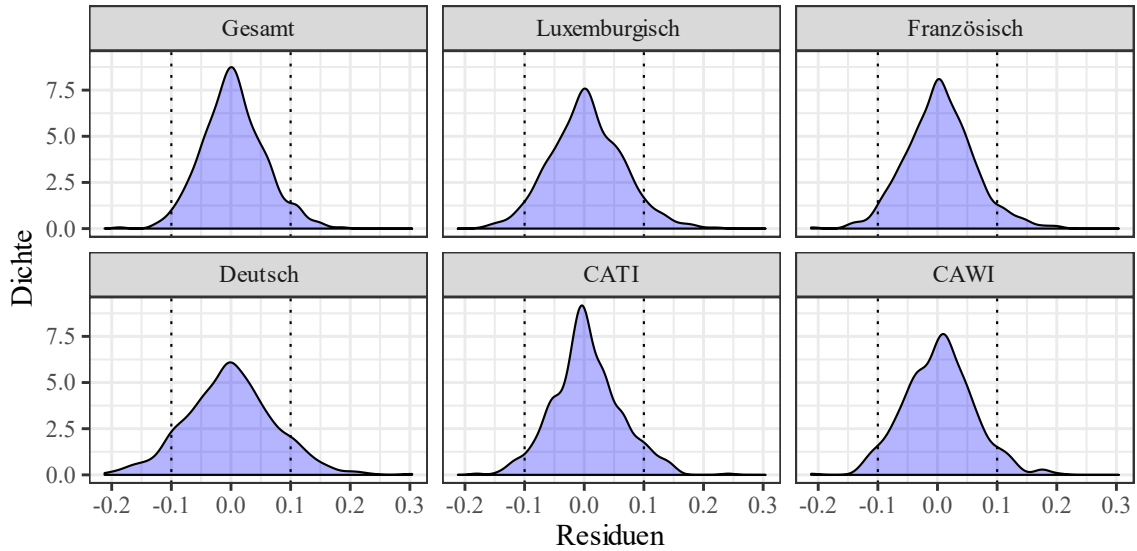 Gesamt
Luxemburgisch
Französisch
7.5
5.0
2.5
0.0
Deutsch
CATI
CAWI
7.5
5.0
2.5
0.0
-0.2 -0.1 0.0 0.1 0.2 0.3
-0.2 -0.1 0.0 0.1 0.2 0.3
-0.2 -0.1 0.0 0.1 0.2 0.3
Residuen
Dichte